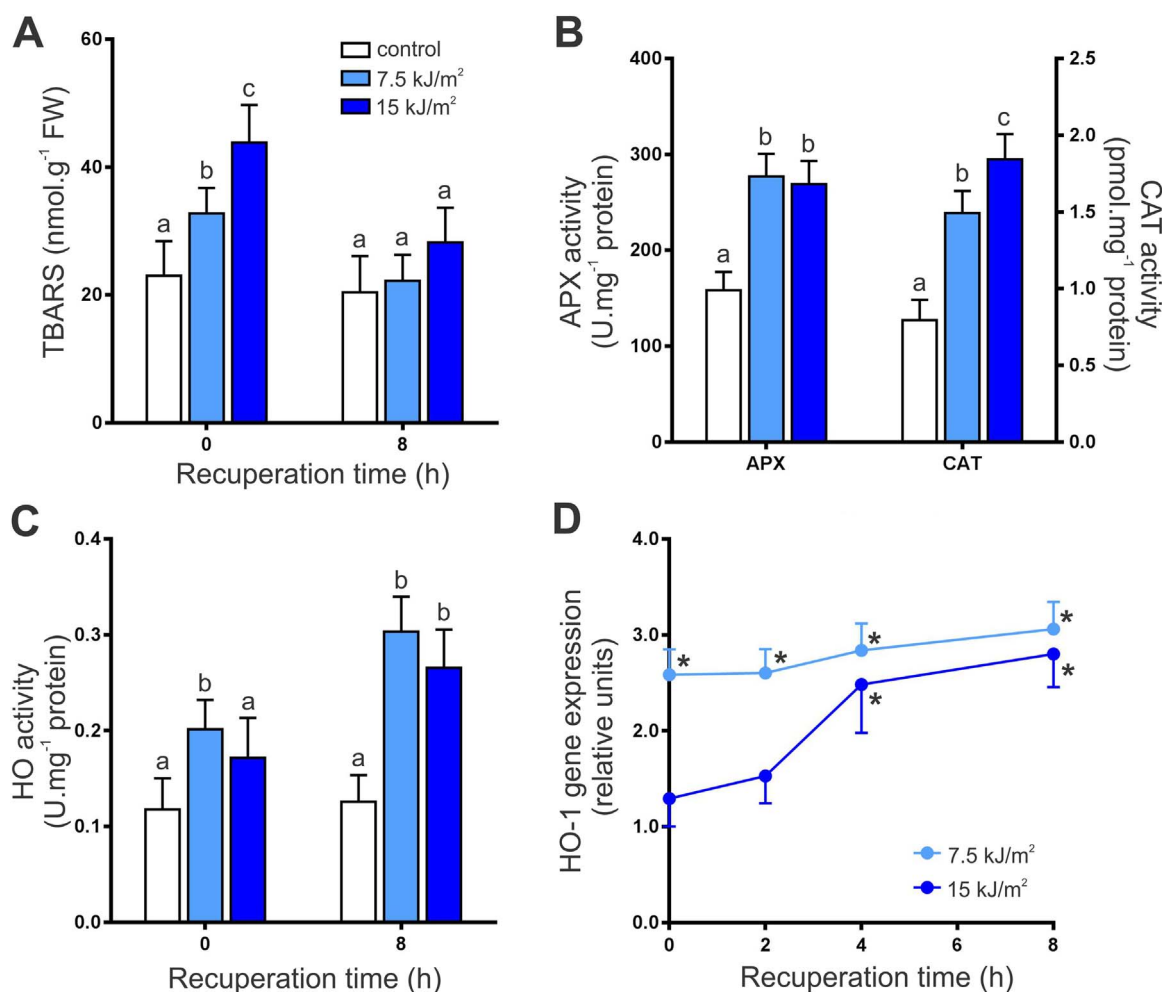 A
TBARS (nmol.g⁻¹ FW)
60
40
20
0
control
7.5 kJ/m²
15 kJ/m²
a
b
c
a
a
a
0
8
Recuperation time (h)
B
APX activity
(U.mg⁻¹ protein)
400
300
200
100
0
a
b
b
a
b
c
APX
CAT
2.5
2.0
1.5
1.0
0.5
0.0
CAT activity
(pmol.mg⁻¹ protein)
C
HO activity
(U.mg⁻¹ protein)
0.4
0.3
0.2
0.1
0.0
a
b
a
a
b
b
0
8
Recuperation time (h)
D
HO-1 gene expression
(relative units)
4.0
3.0
2.0
1.0
0.0
*
*
*
*
*
*
7.5 kJ/m²
15 kJ/m²
0
2
4
6
8
Recuperation time (h)